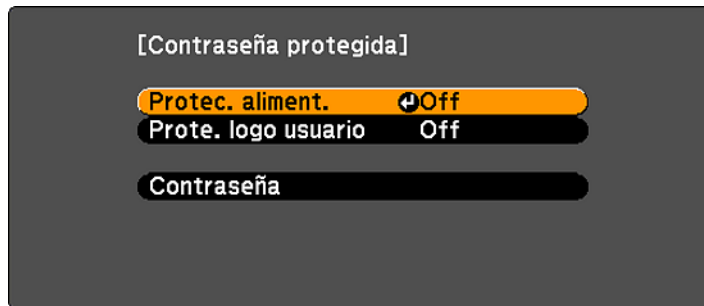 [Contraseña protegida]
Protec. aliment. Off
Prote. logo usuario Off
Contraseña